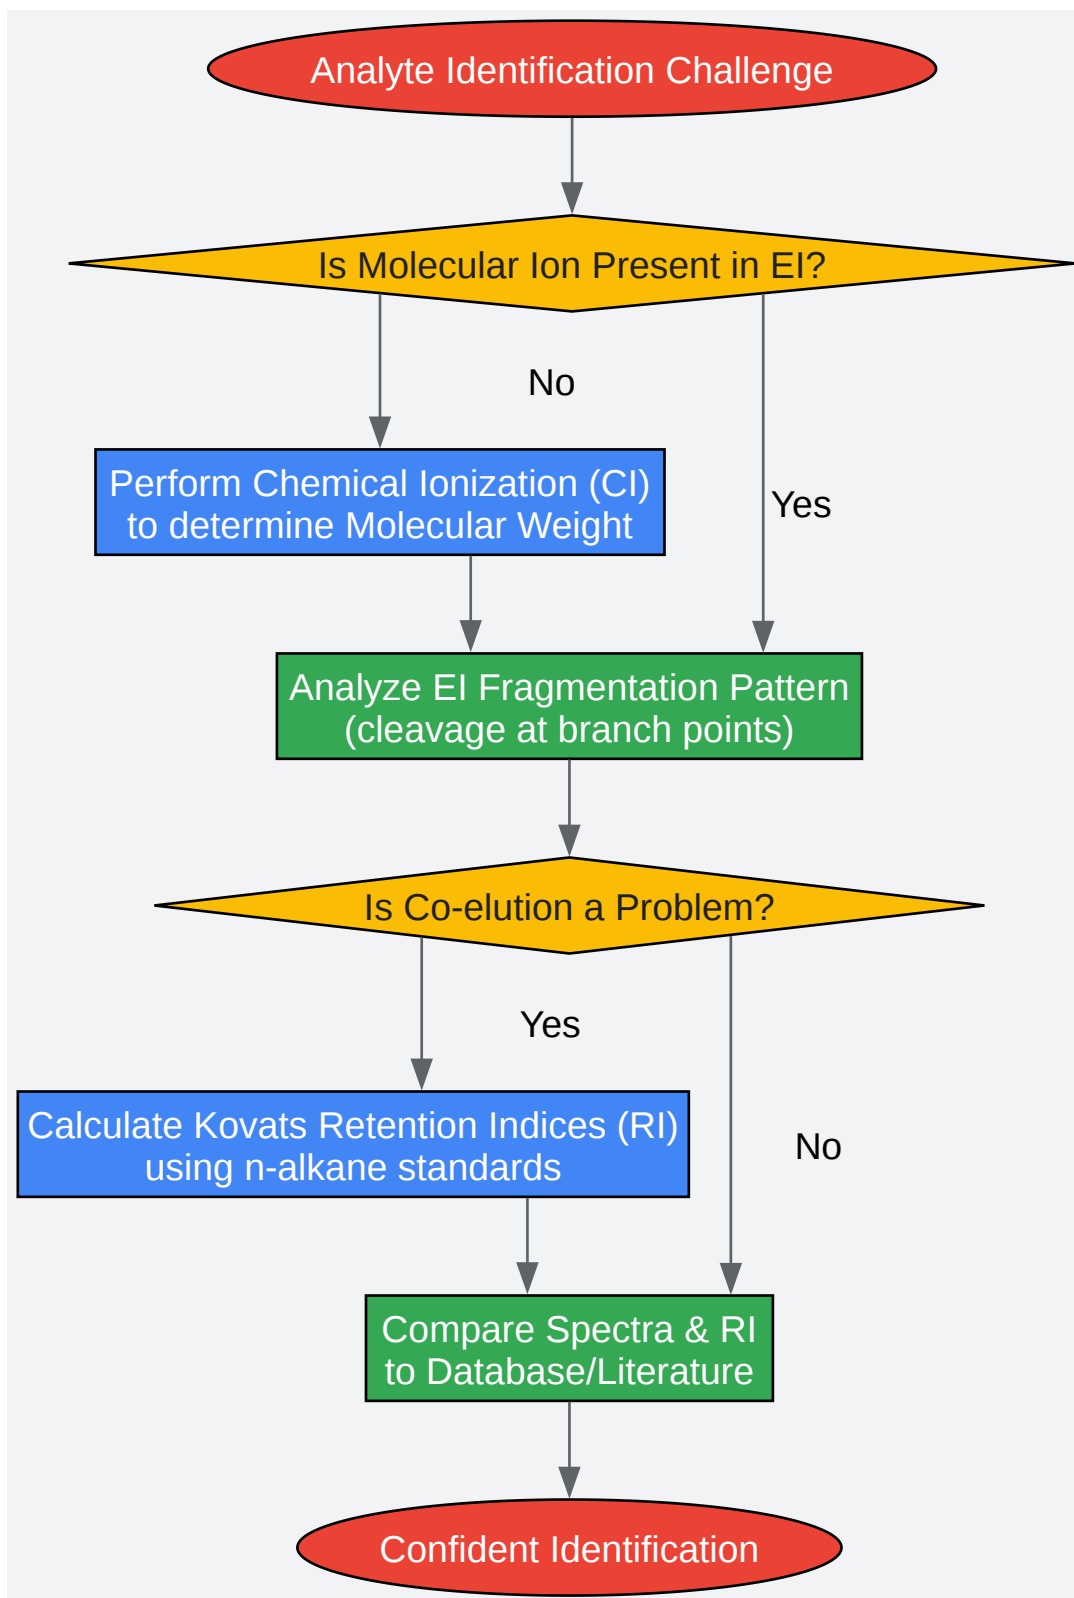 Analyte Identification Challenge
Is Molecular Ion Present in EI?
No
Perform Chemical Ionization (CI)
to determine Molecular Weight
Yes
Analyze EI Fragmentation Pattern
(cleavage at branch points)
Is Co-elution a Problem?
Yes
Calculate Kovats Retention Indices (RI)
using n-alkane standards
No
Compare Spectra & RI
to Database/Literature
Confident Identification